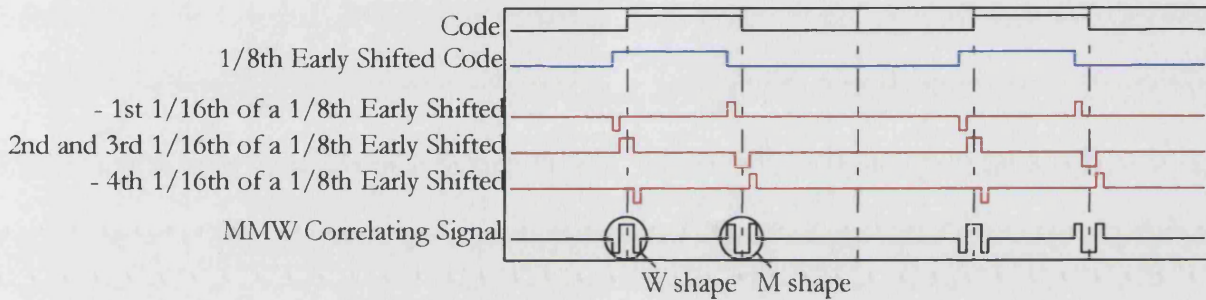 Code
1/8th Early Shifted Code
- 1st 1/16th of a 1/8th Early Shifted
2nd and 3rd 1/16th of a 1/8th Early Shifted
- 4th 1/16th of a 1/8th Early Shifted
MMW Correlating Signal
W shape M shape